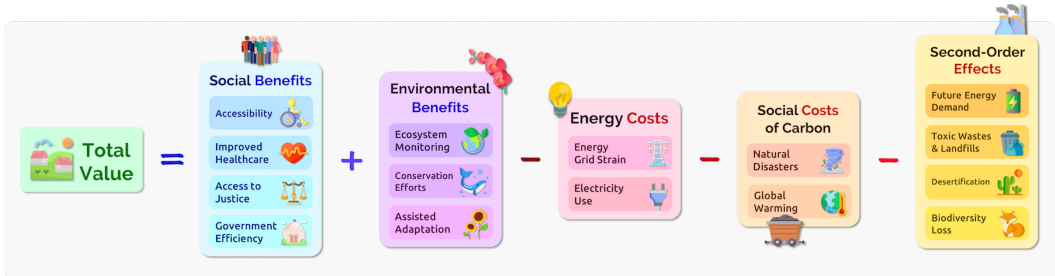 Total
Value
=
Social Benefits
Accessibility
Improved
Healthcare
Access to
Justice
Government
Efficiency
+
Environmental
Benefits
Ecosystem
Monitoring
Conservation
Efforts
Assisted
Adaptation
-
Energy Costs
Energy
Grid Strain
Electricity
Use
-
Social Costs
of Carbon
Natural
Disasters
Global
Warming
-
Second-Order
Effects
Future Energy
Demand
Toxic Wastes
& Landfills
Desertification
Biodiversity
Loss